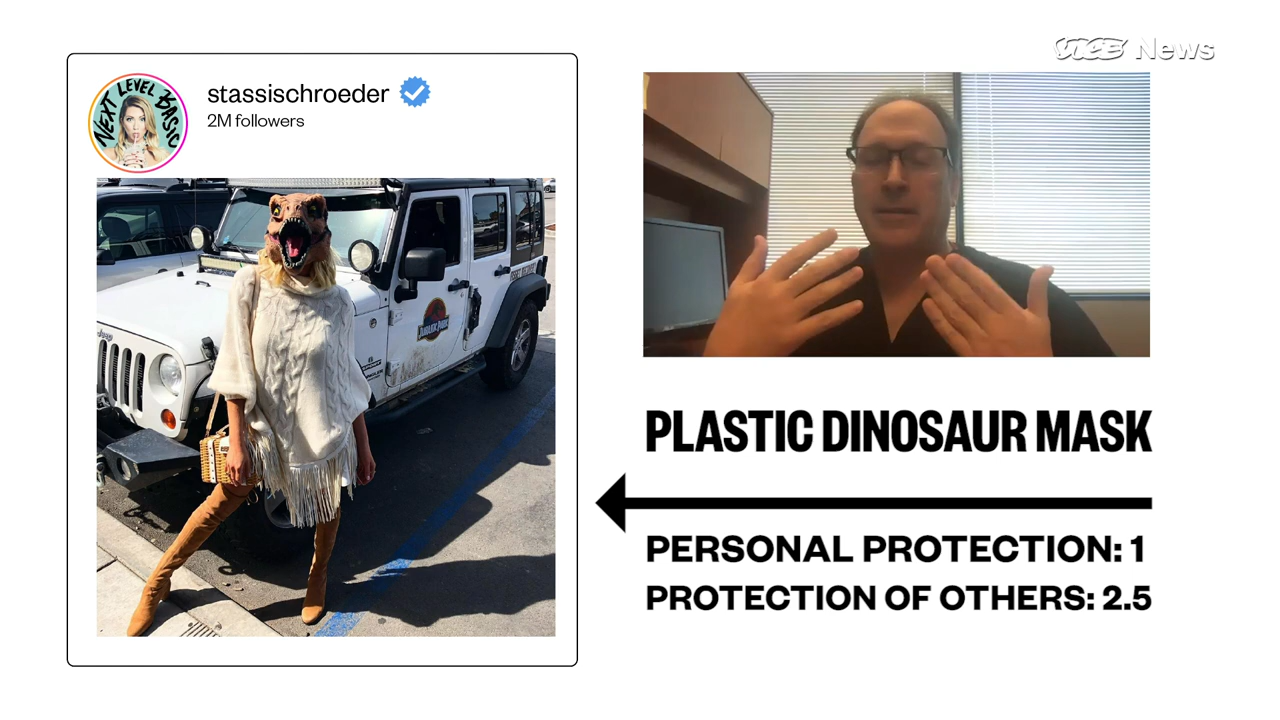 VICE News
NEXT LEVEL BASIC
stassischroeder
2M followers
JURASSIC PARK
Jeep
PLASTIC DINOSAUR MASK
PERSONAL PROTECTION: 1
PROTECTION OF OTHERS: 2.5